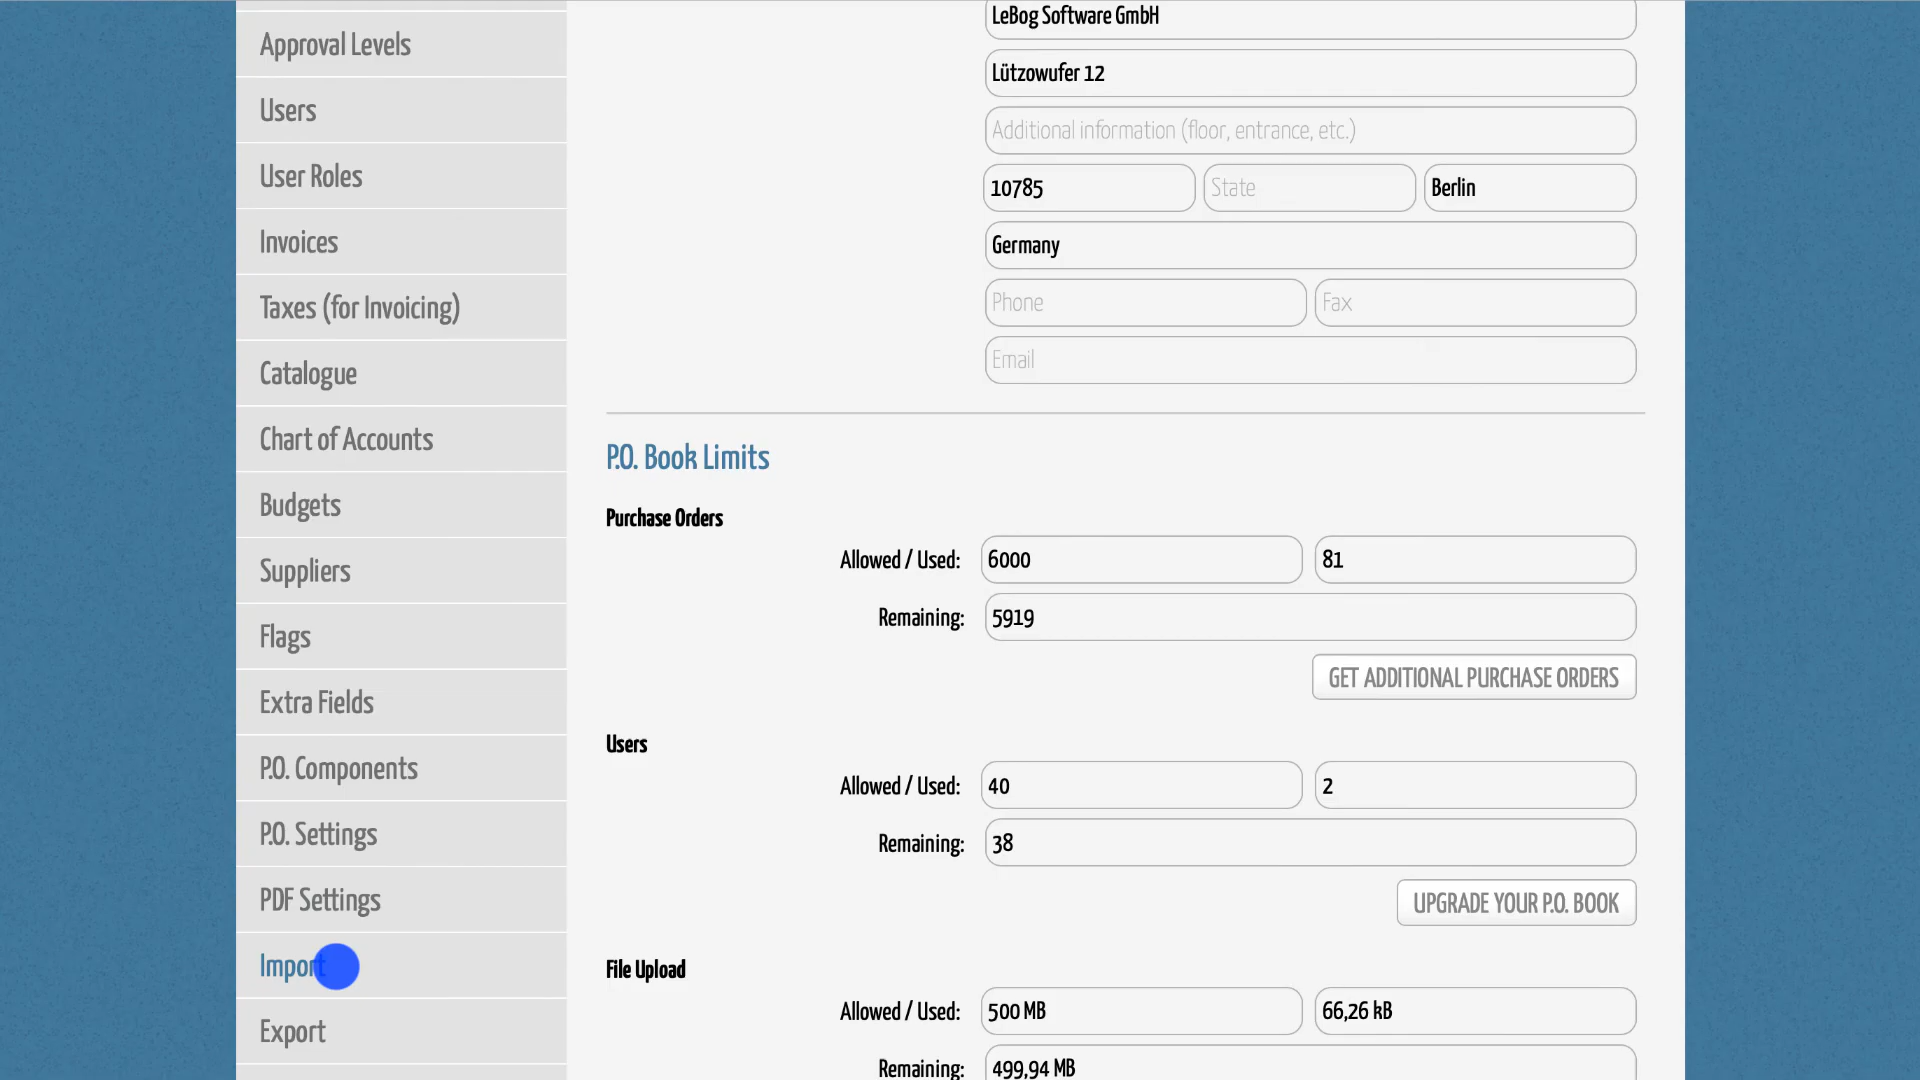 Approval Levels
Users
User Roles
Invoices
Taxes (for Invoicing)
Catalogue
Chart of Accounts
Budgets
Suppliers
Flags
Extra Fields
P.O. Components
P.O. Settings
PDF Settings
Import
Export
LeBog Software GmbH
Lützowufer 12
Additional information (floor, entrance, etc.)
10785 State Berlin
Germany
Phone Fax
Email
P.O. Book Limits
Purchase Orders
Allowed / Used: 6000 81
Remaining: 5919
GET ADDITIONAL PURCHASE ORDERS
Users
Allowed / Used: 40 2
Remaining: 38
UPGRADE YOUR P.O. BOOK
File Upload
Allowed / Used: 500 MB 66,26 kB
Remaining: 499,94 MB